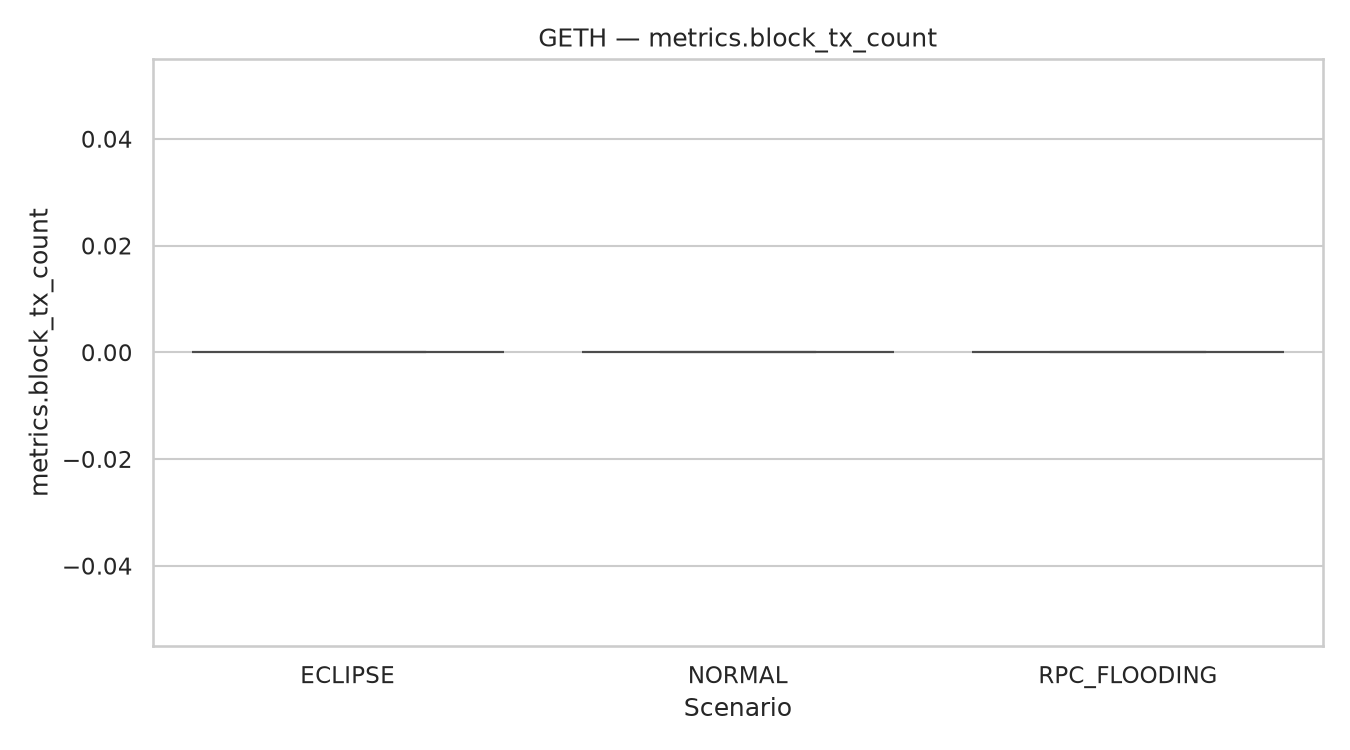 GETH — metrics.block_tx_count
metrics.block_tx_count
0.04
0.02
0.00
−0.02
−0.04
ECLIPSE
NORMAL
RPC_FLOODING
Scenario